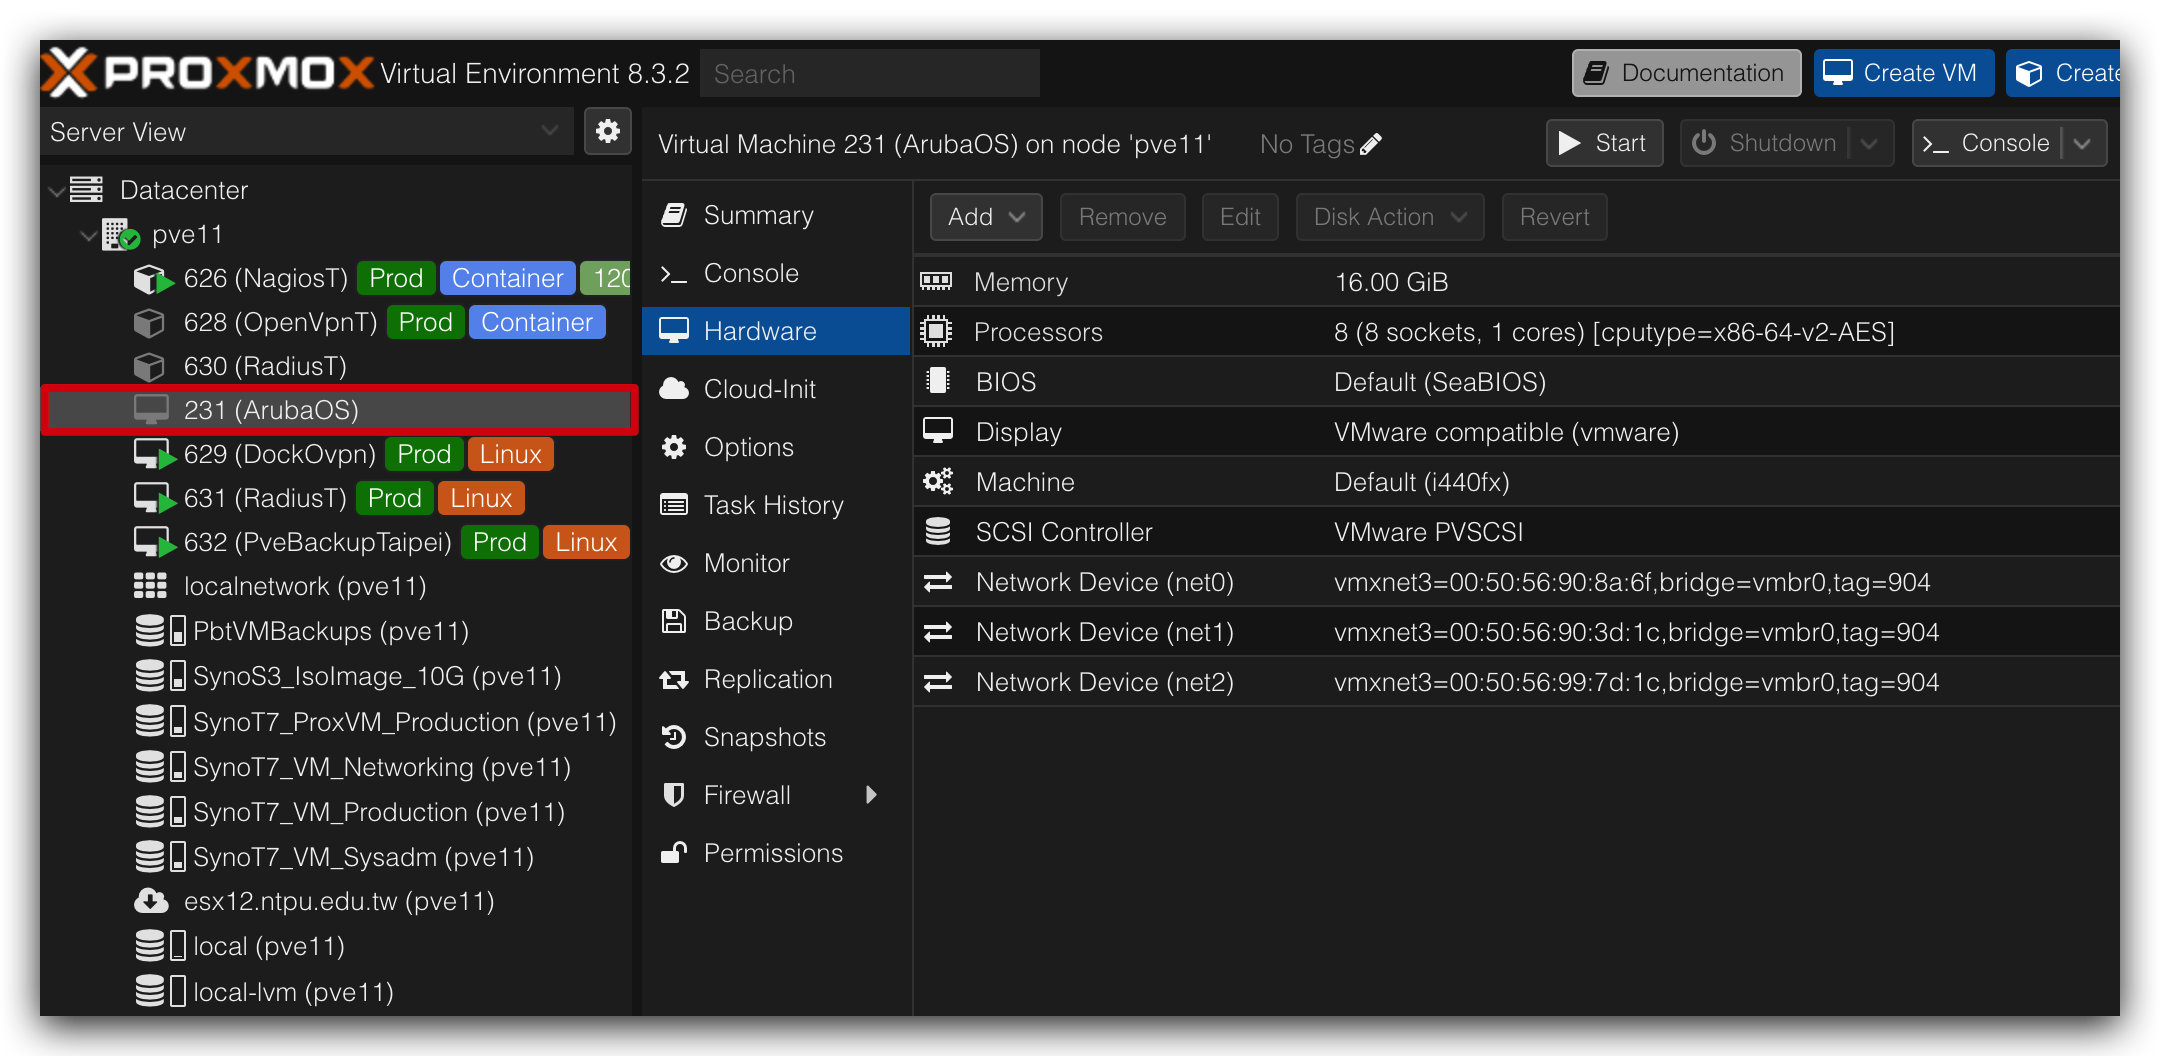 PROXMOX Virtual Environment 8.3.2 Search Documentation Create VM Create
Server View
Virtual Machine 231 (ArubaOS) on node 'pve11' No Tags Start Shutdown Console
Datacenter
pve11
626 (NagiosT) Prod Container 120
628 (OpenVpnT) Prod Container
630 (RadiusT)
231 (ArubaOS)
629 (DockOvpn) Prod Linux
631 (RadiusT) Prod Linux
632 (PveBackupTaipei) Prod Linux
localnetwork (pve11)
PbtVMBackups (pve11)
SynoS3_IsoImage_10G (pve11)
SynoT7_ProxVM_Production (pve11)
SynoT7_VM_Networking (pve11)
SynoT7_VM_Production (pve11)
SynoT7_VM_Sysadm (pve11)
esx12.ntpu.edu.tw (pve11)
local (pve11)
local-lvm (pve11)
Summary
Console
Hardware
Cloud-Init
Options
Task History
Monitor
Backup
Replication
Snapshots
Firewall
Permissions
Add Remove Edit Disk Action Revert
Memory 16.00 GiB
Processors 8 (8 sockets, 1 cores) [cputype=x86-64-v2-AES]
BIOS Default (SeaBIOS)
Display VMware compatible (vmware)
Machine Default (i440fx)
SCSI Controller VMware PVSCSI
Network Device (net0) vmxnet3=00:50:56:90:8a:6f,bridge=vmbr0,tag=904
Network Device (net1) vmxnet3=00:50:56:90:3d:1c,bridge=vmbr0,tag=904
Network Device (net2) vmxnet3=00:50:56:99:7d:1c,bridge=vmbr0,tag=904